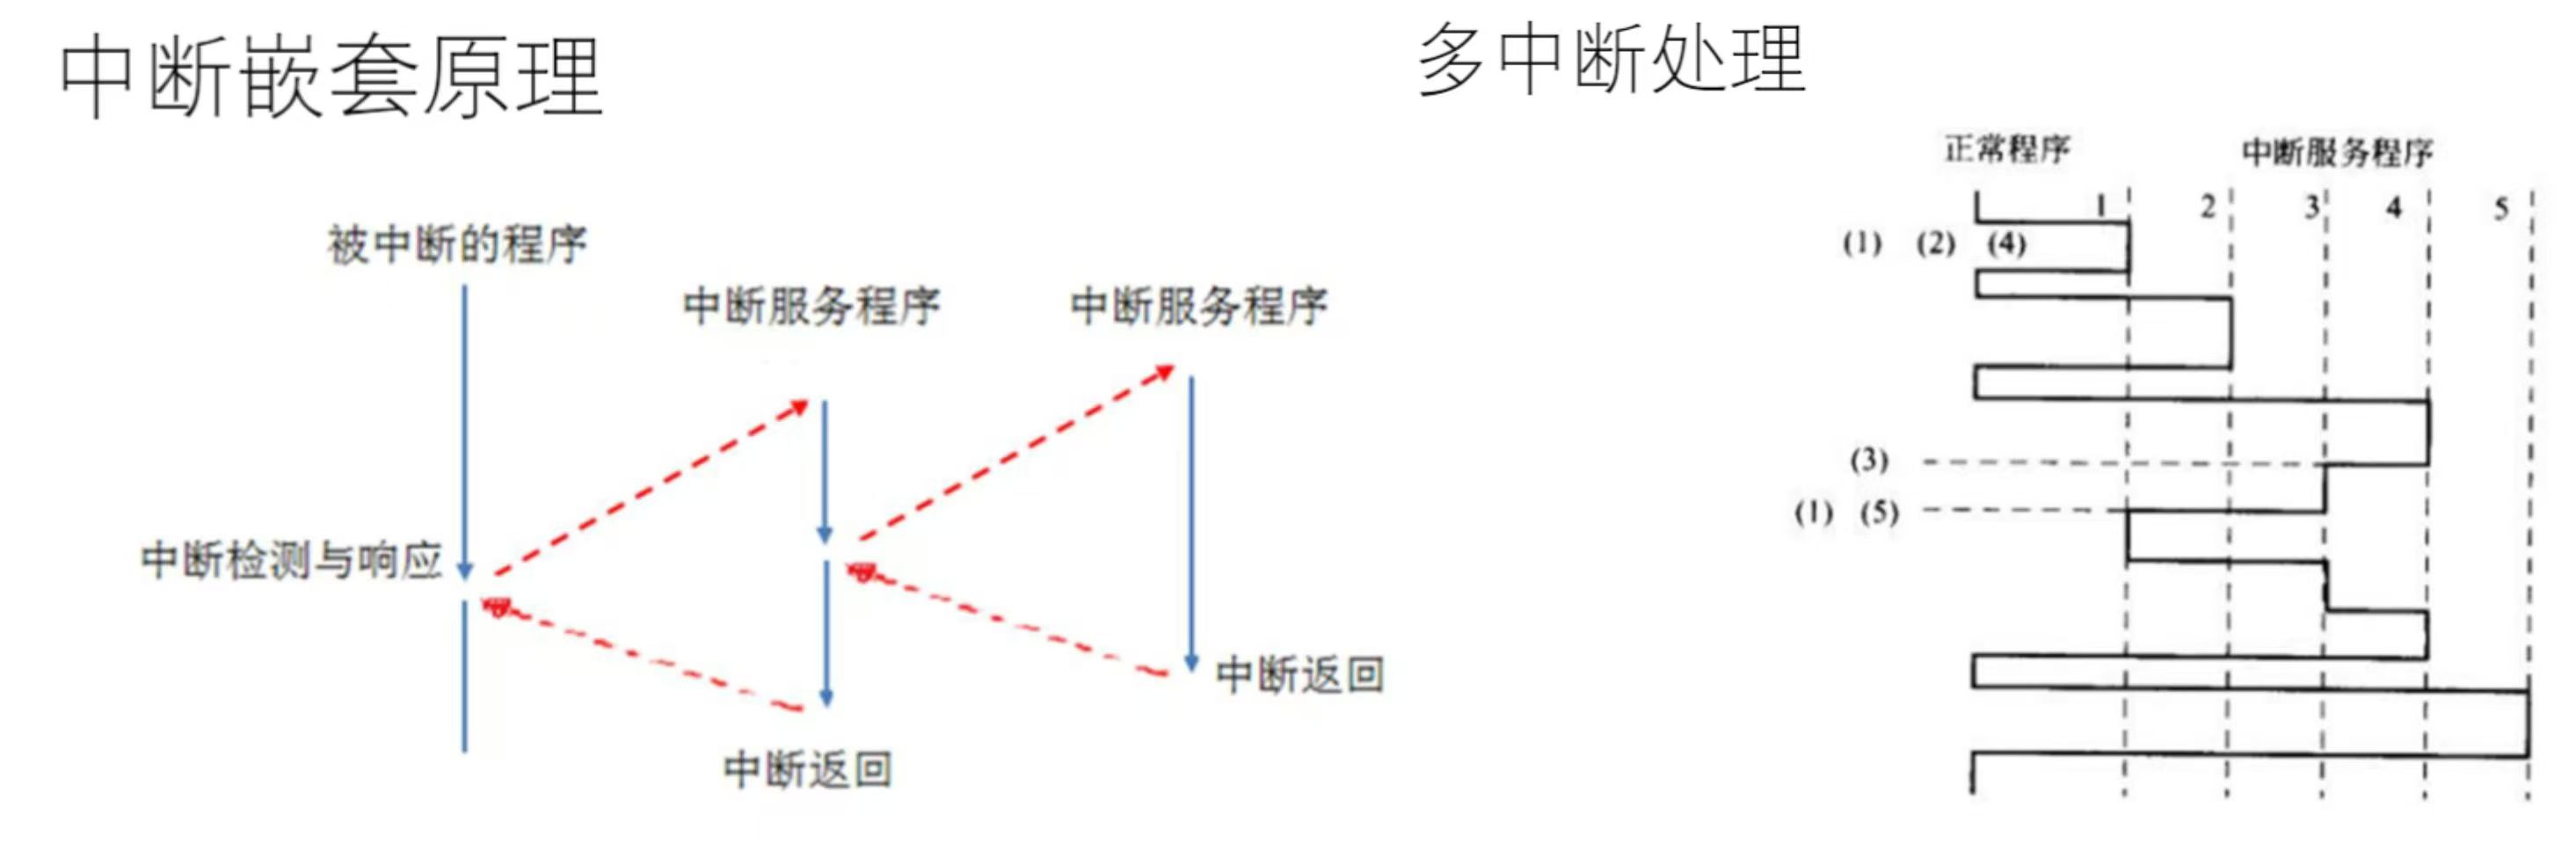 中断嵌套原理
被中断的程序
中断服务程序
中断服务程序
中断检测与响应
中断返回
中断返回
多中断处理
正常程序 中断服务程序
1 2 3 4 5
(1) (2) (4)
(3)
(1) (5)